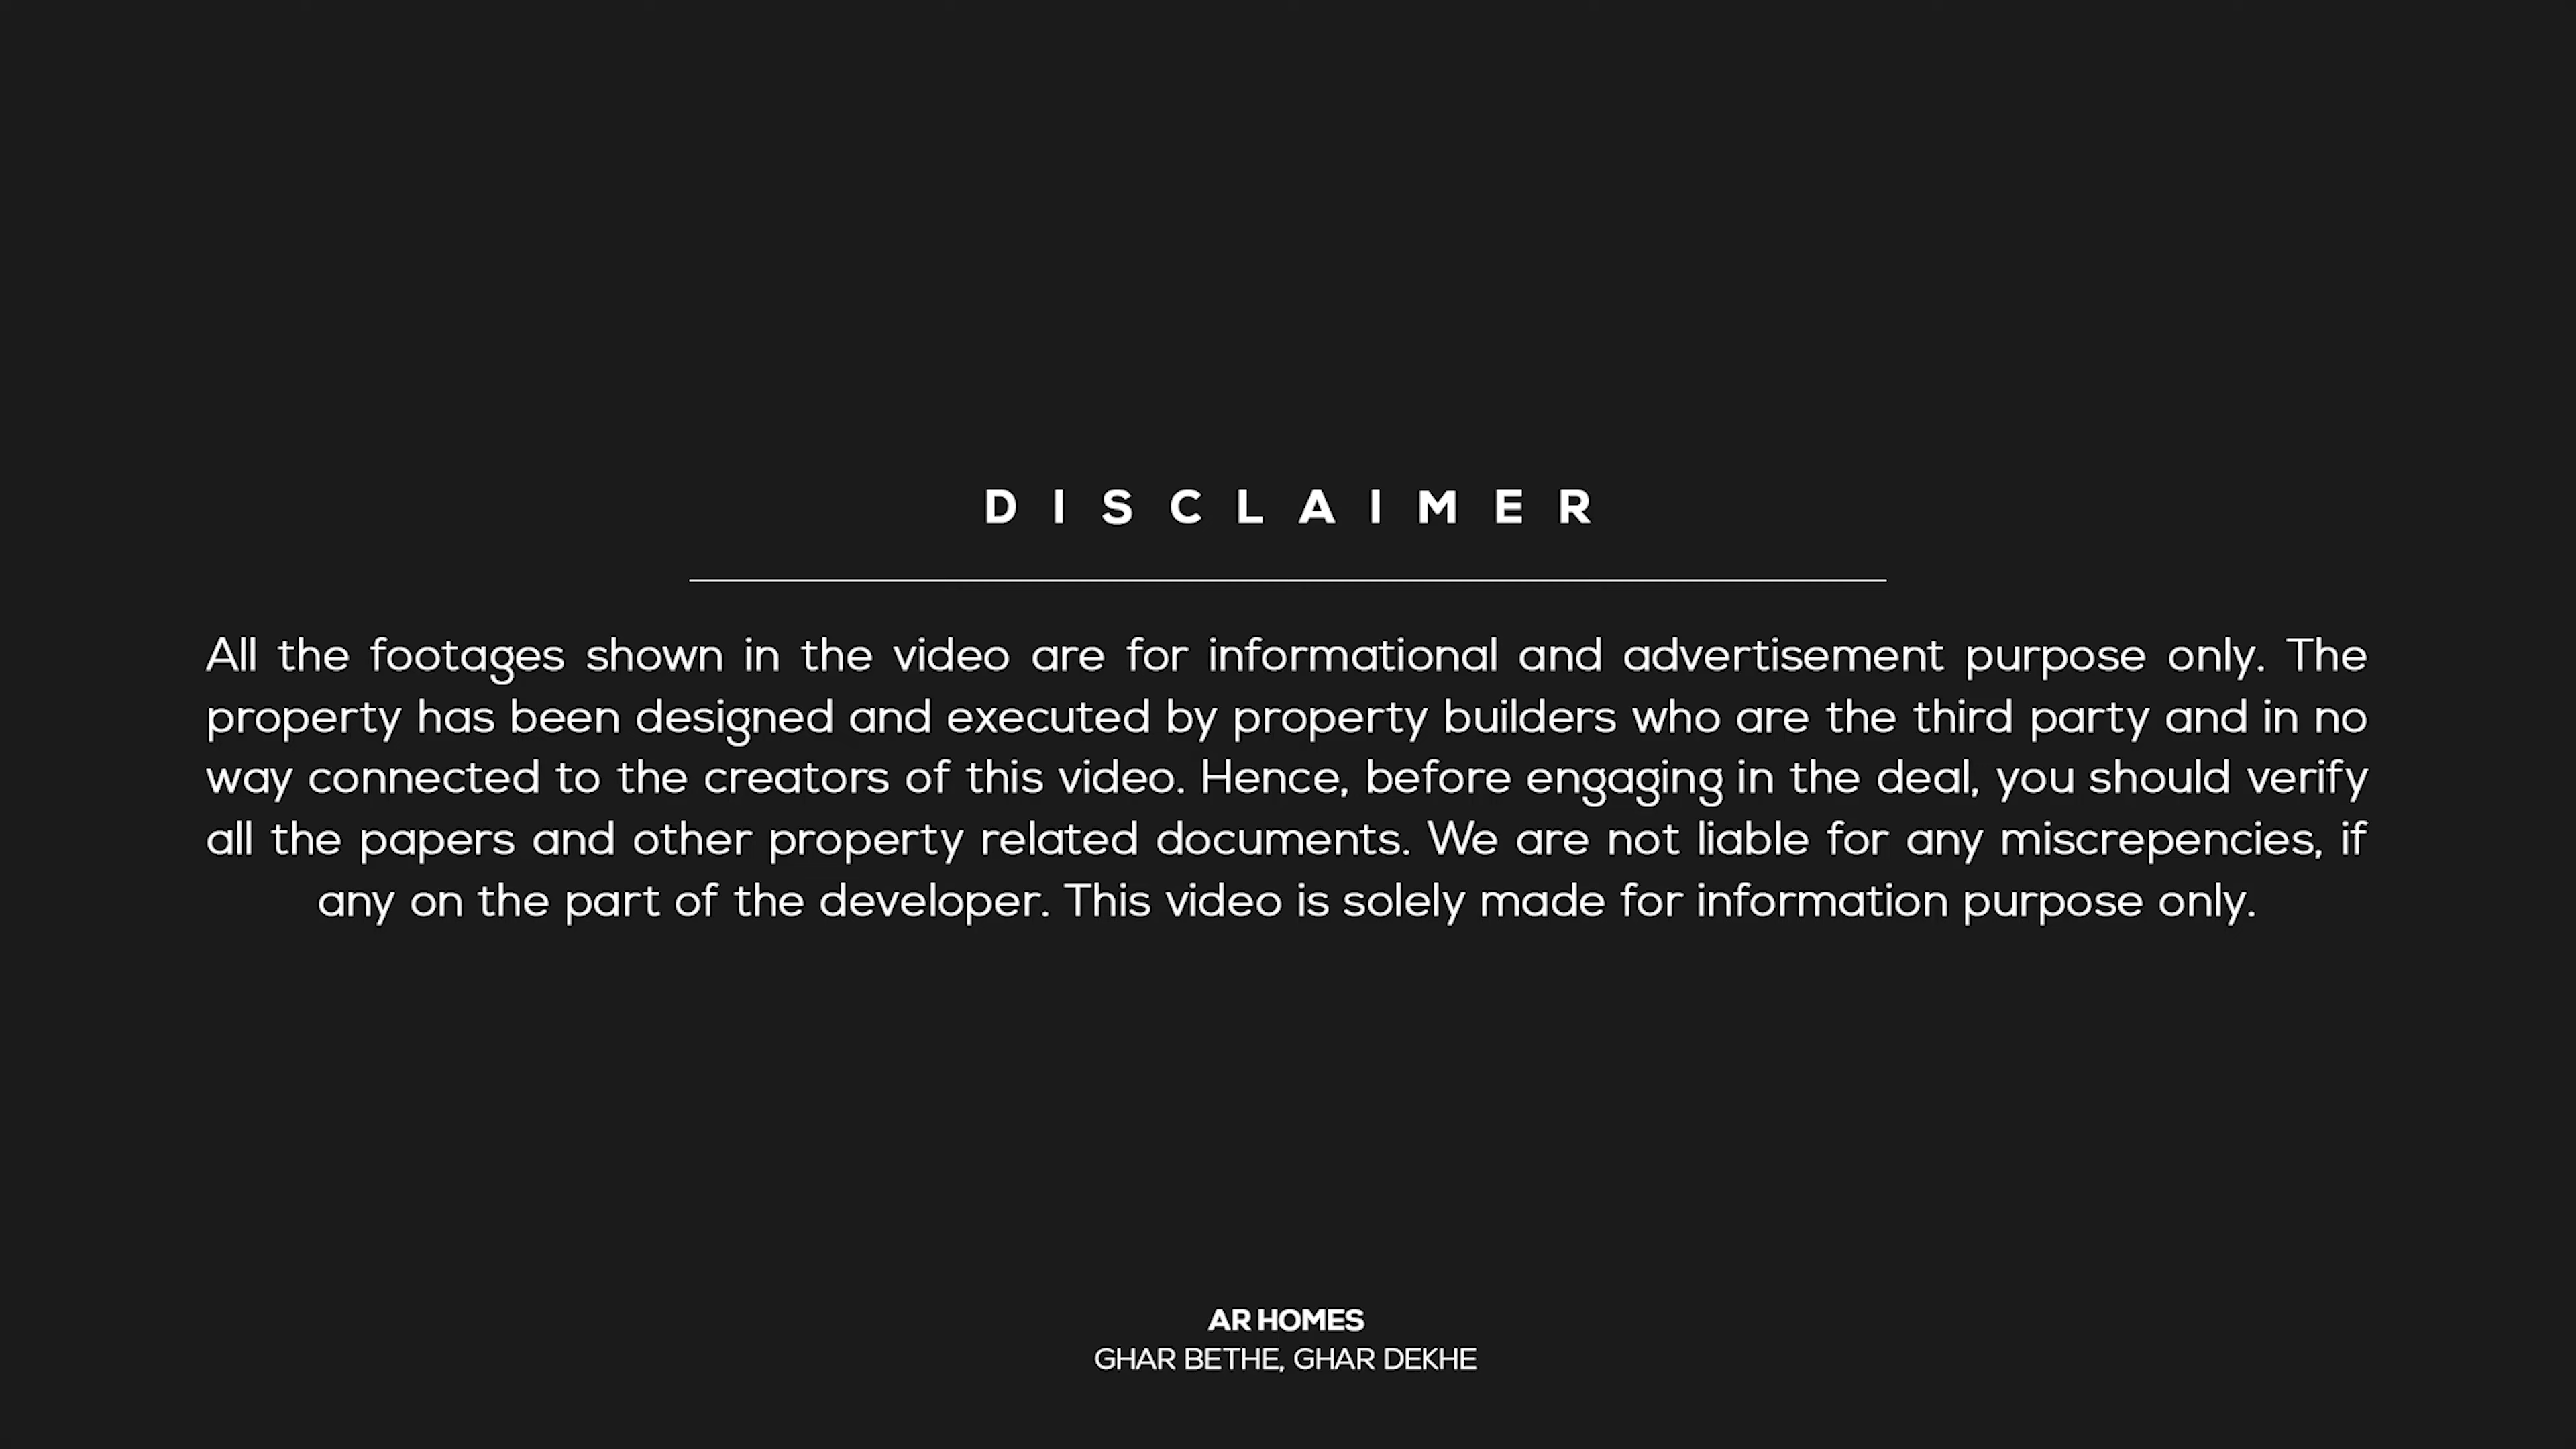 DISCLAIMER
All the footages shown in the video are for informational and advertisement purpose only. The
property has been designed and executed by property builders who are the third party and in no
way connected to the creators of this video. Hence, before engaging in the deal, you should verify
all the papers and other property related documents. We are not liable for any miscrepencies, if
any on the part of the developer. This video is solely made for information purpose only.
AR HOMES
GHAR BETHE, GHAR DEKHE